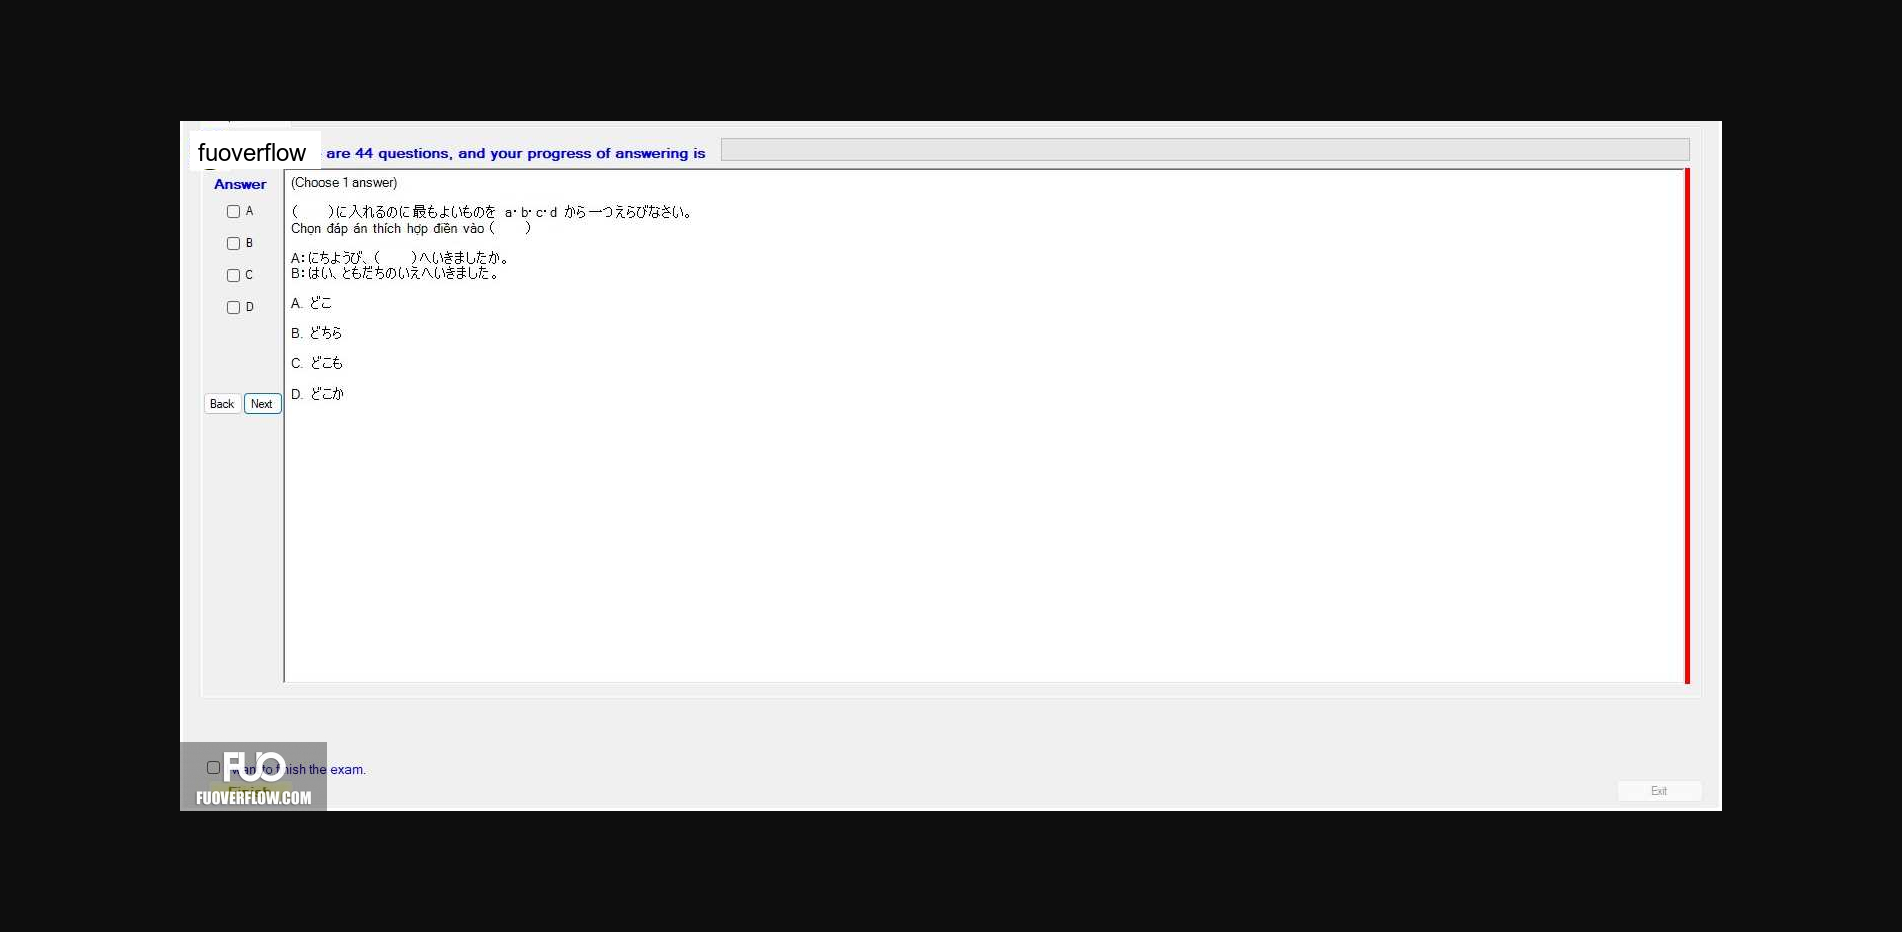 fuoverflow are 44 questions, and your progress of answering is
Answer
A
B
C
D
Back Next
(Choose 1 answer)
(　　)に入れるのに最もよいものを a・b・c・d から一つえらびなさい。
Chọn đáp án thích hợp điền vào (　　)
A:にちようび、(　　)へいきましたか。
B:はい、ともだちのいえへいきました。
A. どこ
B. どちら
C. どこも
D. どこか
want to finish the exam.
Finish
FUO
FUOVERFLOW.COM
Exit